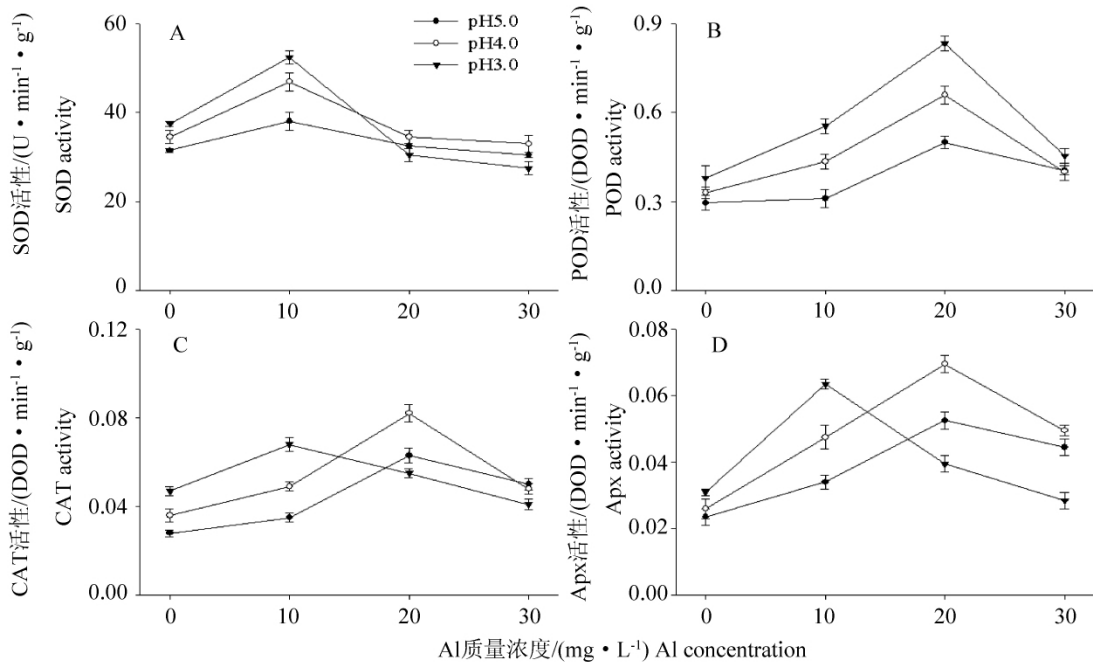 A
pH5.0
pH4.0
pH3.0
SOD活性/(U·min⁻¹·g⁻¹)
SOD activity
60
40
20
0
0 10 20 30
B
POD活性/(DOD·min⁻¹·g⁻¹)
POD activity
0.9
0.6
0.3
0.0
0 10 20 30
C
CAT活性/(DOD·min⁻¹·g⁻¹)
CAT activity
0.12
0.08
0.04
0.00
0 10 20 30
D
Apx活性/(DOD·min⁻¹·g⁻¹)
Apx activity
0.08
0.06
0.04
0.02
0.00
0 10 20 30
Al质量浓度/(mg·L⁻¹) Al concentration